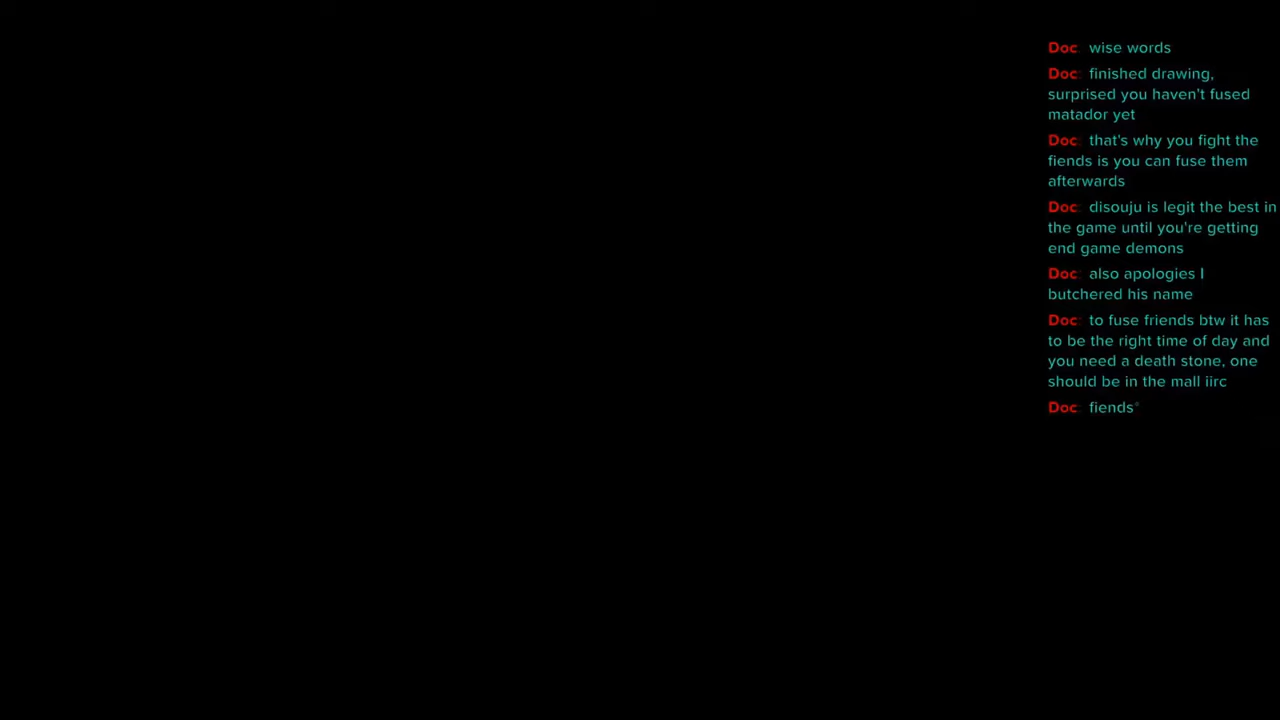 Doc: wise words
Doc: finished drawing,
surprised you haven't fused
matador yet
Doc: that's why you fight the
fiends is you can fuse them
afterwards
Doc: disouju is legit the best in
the game until you're getting
end game demons
Doc: also apologies I
butchered his name
Doc: to fuse friends btw it has
to be the right time of day and
you need a death stone, one
should be in the mall iirc
Doc: fiends*